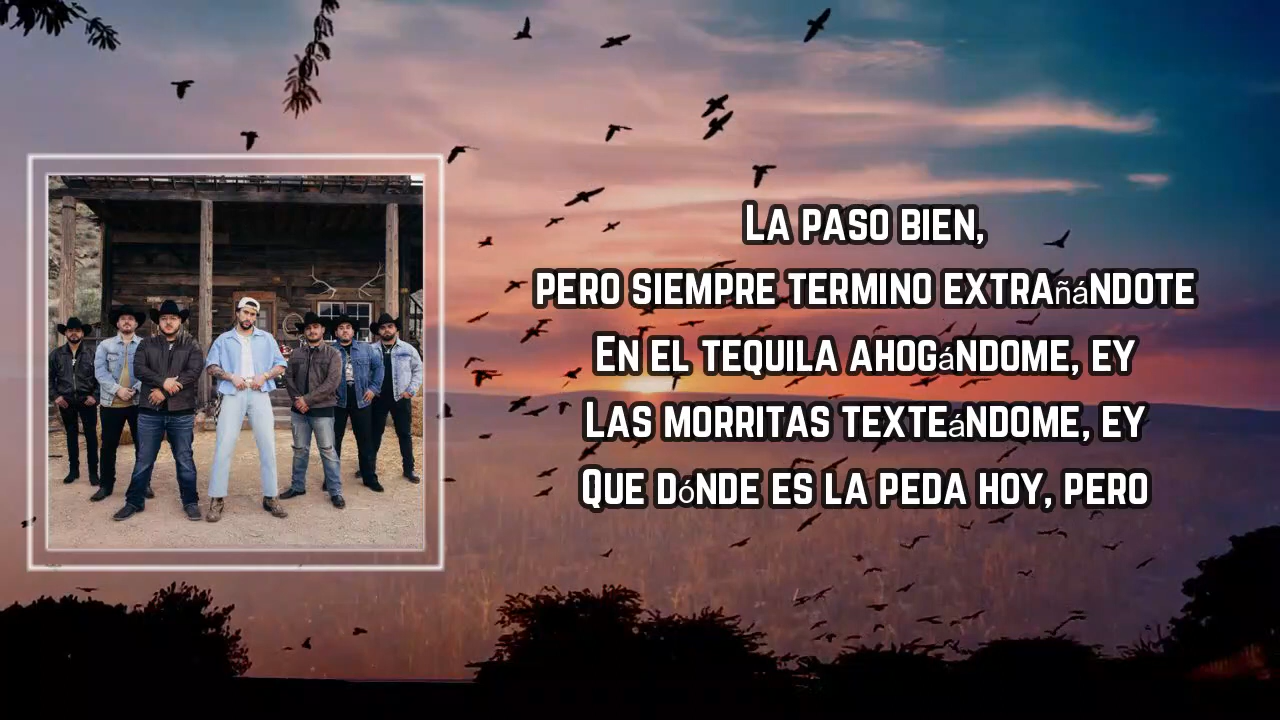 La paso bien,
pero siempre termino extrañándote
En el tequila ahogándome, ey
Las morritas texteándome, ey
Que dónde es la peda hoy, pero